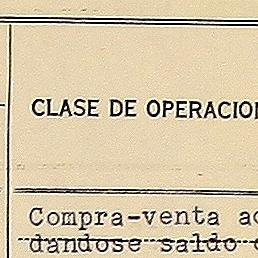 CLASE DE OPERACION
Compra-venta a
dandose saldo